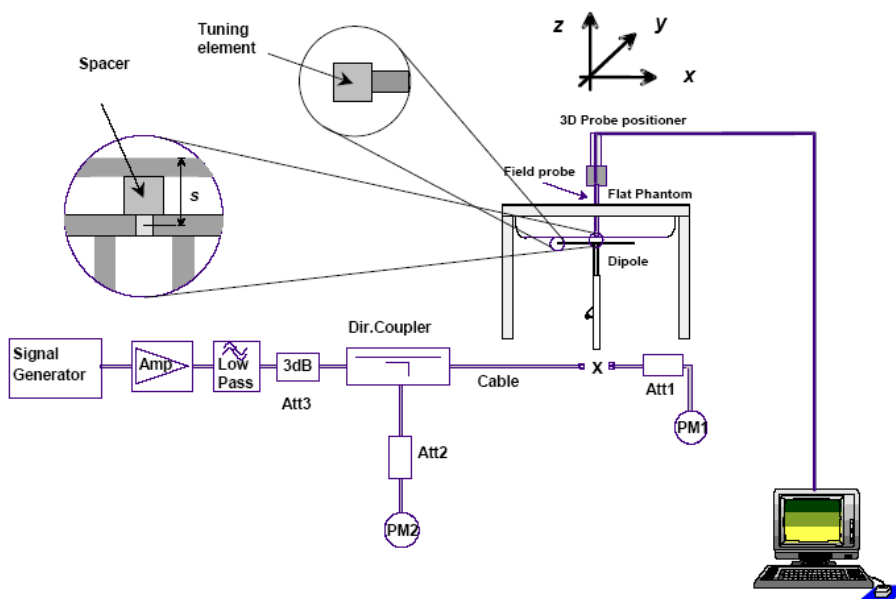 Tuning
element
Spacer
s
z
y
x
3D Probe positioner
Field probe
Flat Phantom
Dipole
Dir.Coupler
Signal
Generator
Amp
Low
Pass
3dB
Att3
Cable
X
Att1
PM1
Att2
PM2